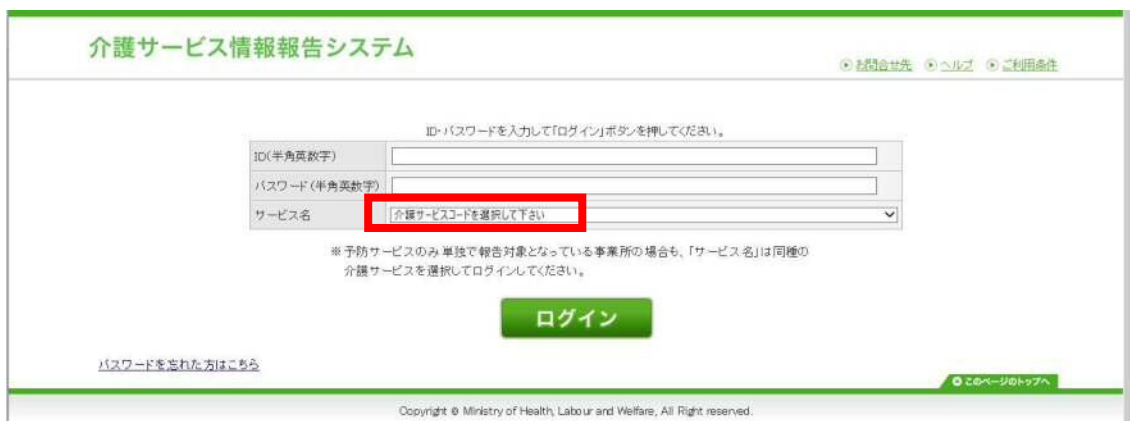 介護サービス情報報告システム
お問合せ先 ヘルプ ご利用条件
ID・パスワードを入力して「ログイン」ボタンを押してください。
ID(半角英数字)
パスワード(半角英数字)
サービス名 介護サービスコードを選択して下さい
※予防サービスのみ単独で報告対象となっている事業所の場合も、「サービス名」は同種の
介護サービスを選択してログインしてください。
ログイン
パスワードを忘れた方はこちら
このページのトップへ
Copyright © Ministry of Health, Labour and Welfare, All Right reserved.